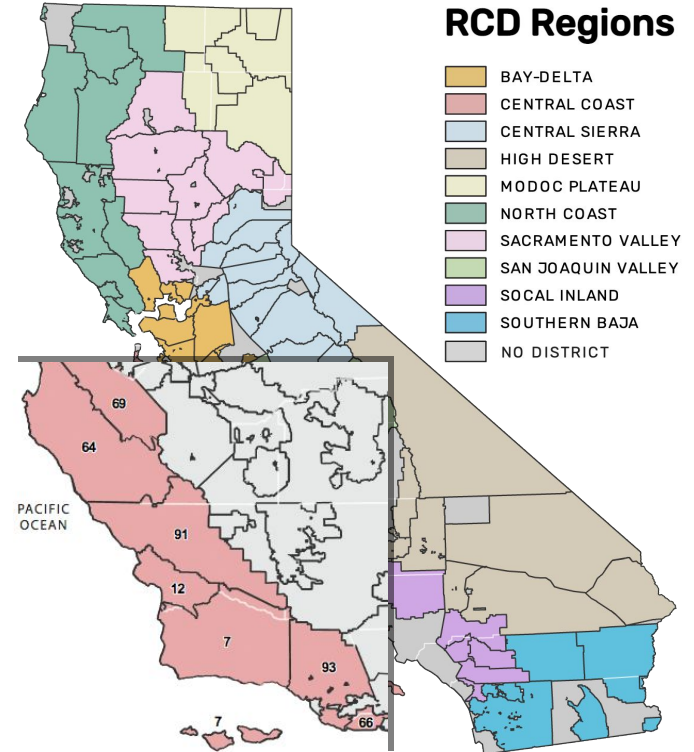 RCD Regions
BAY-DELTA
CENTRAL COAST
CENTRAL SIERRA
HIGH DESERT
MODOC PLATEAU
NORTH COAST
SACRAMENTO VALLEY
SAN JOAQUIN VALLEY
SOCAL INLAND
SOUTHERN BAJA
NO DISTRICT
69
64
PACIFIC
OCEAN
91
12
7
93
7
66